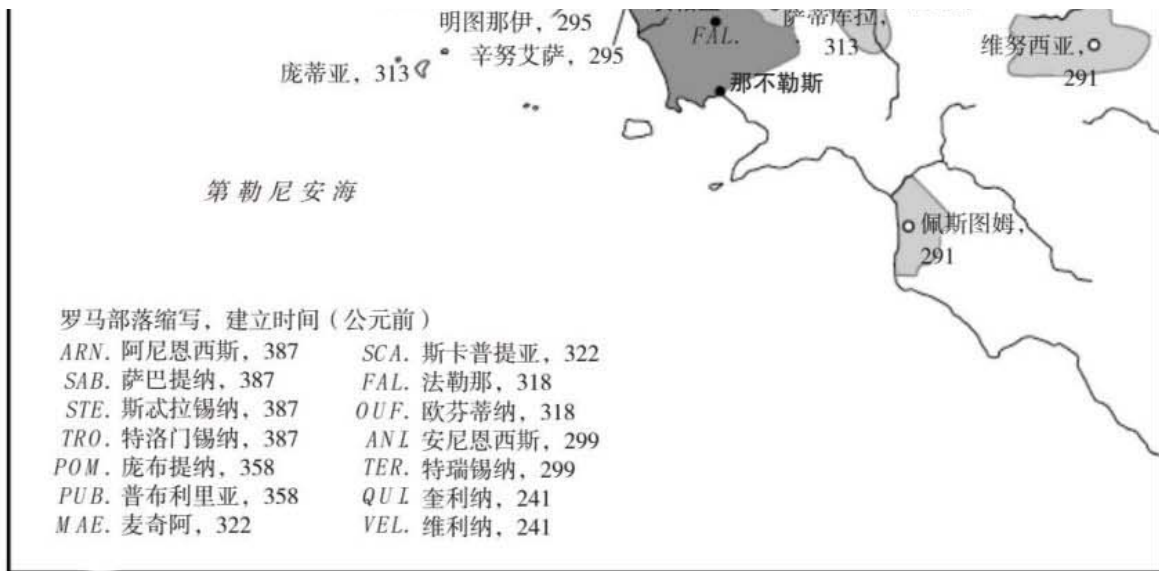 明图那伊，295
辛努艾萨，295
庞蒂亚，313
FAL.
萨蒂库拉，
313
维努西亚，
291
那不勒斯
第勒尼安海
佩斯图姆，
291
罗马部落缩写，建立时间（公元前）
ARN. 阿尼恩西斯，387
SAB. 萨巴提纳，387
STE. 斯忒拉锡纳，387
TRO. 特洛门锡纳，387
POM. 庞布提纳，358
PUB. 普布利里亚，358
MAE. 麦奇阿，322
SCA. 斯卡普提亚，322
FAL. 法勒那，318
OUF. 欧芬蒂纳，318
ANI. 安尼恩西斯，299
TER. 特瑞锡纳，299
QUI. 奎利纳，241
VEL. 维利纳，241